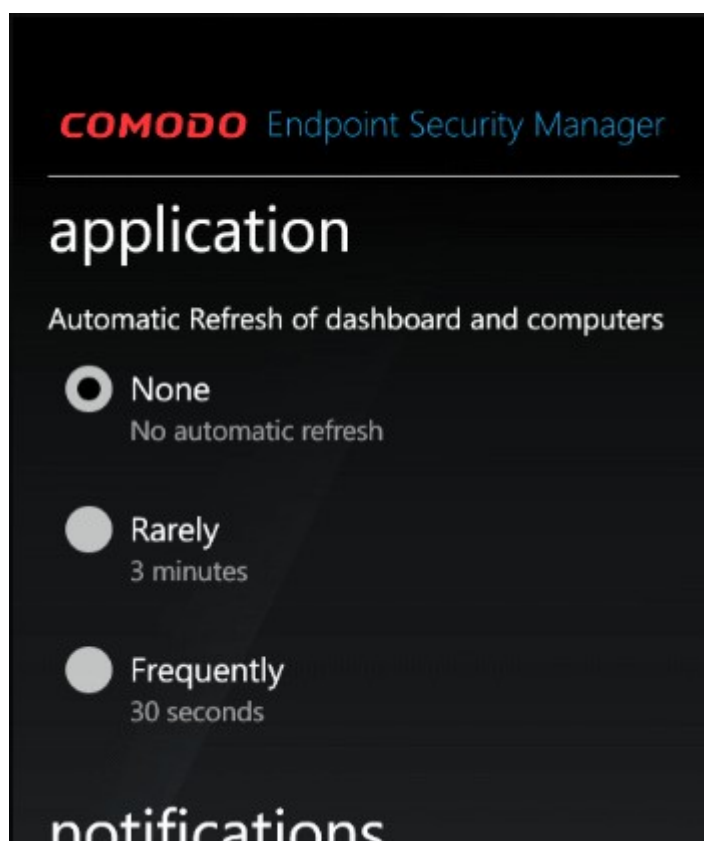 COMODO Endpoint Security Manager
application
Automatic Refresh of dashboard and computers
None
No automatic refresh
Rarely
3 minutes
Frequently
30 seconds
notifications